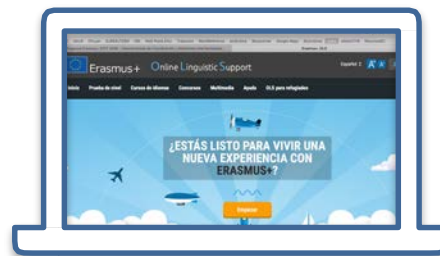 Erasmus+ Online Linguistic Support
Español
Inicio Prueba de nivel Cursos de idiomas Concursos Multimedia Ayuda OLS para refugiados
¿ESTÁS LISTO PARA VIVIR UNA
NUEVA EXPERIENCIA CON
ERASMUS+?
Empezar